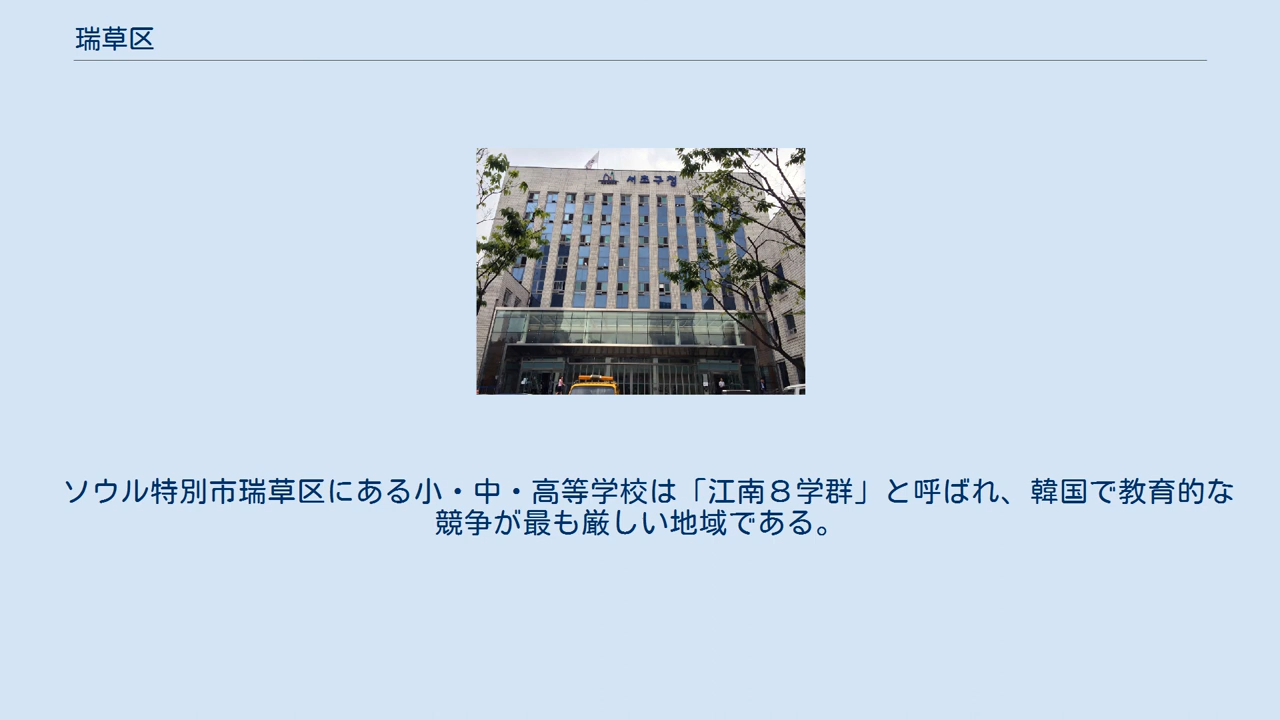 瑞草区
서초구청
ソウル特別市瑞草区にある小・中・高等学校は「江南８学群」と呼ばれ、韓国で教育的な
競争が最も厳しい地域である。